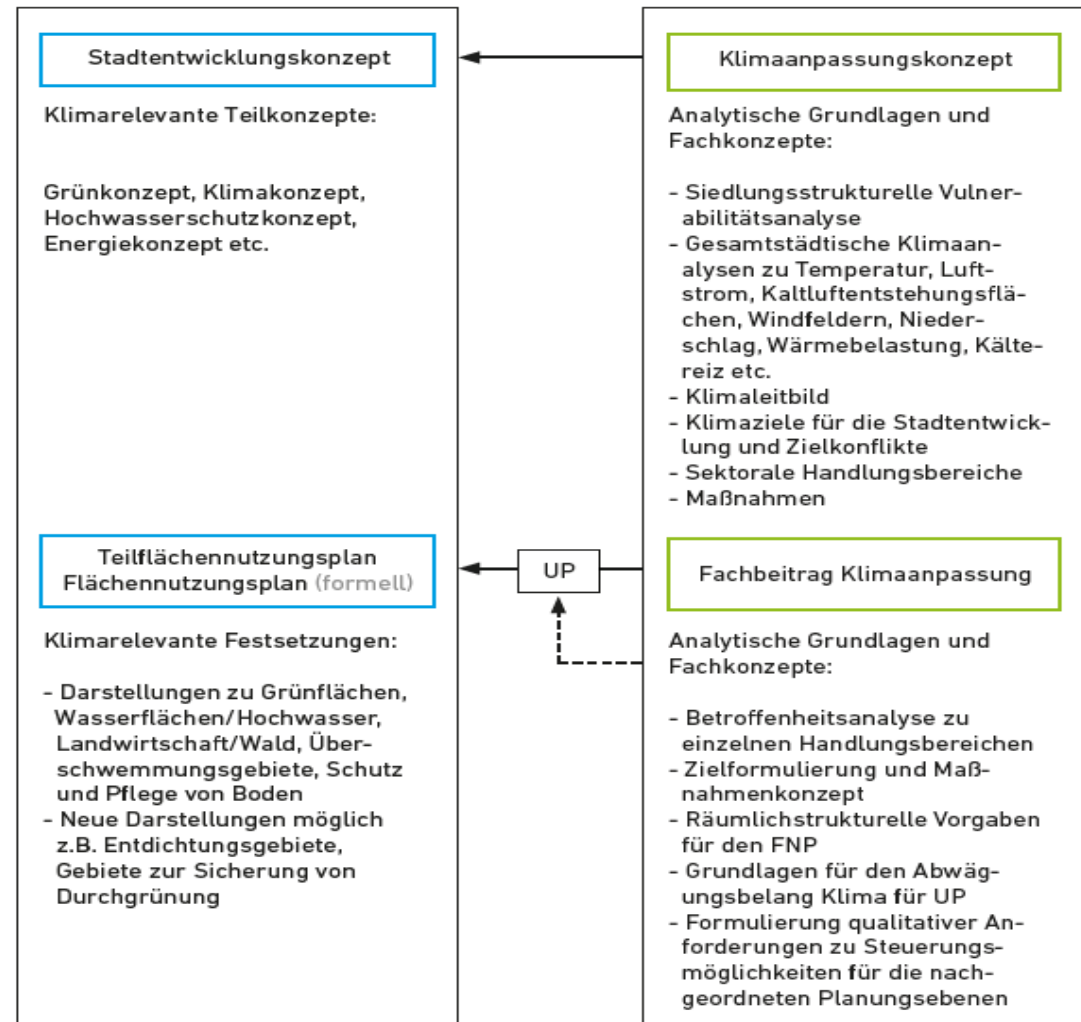 Stadtentwicklungskonzept
Klimarelevante Teilkonzepte:
Grünkonzept, Klimakonzept,
Hochwasserschutzkonzept,
Energiekonzept etc.
Teilflächennutzungsplan
Flächennutzungsplan (formell)
Klimarelevante Festsetzungen:
- Darstellungen zu Grünflächen,
Wasserflächen/Hochwasser,
Landwirtschaft/Wald, Über-
schwemmungsgebiete, Schutz
und Pflege von Boden
- Neue Darstellungen möglich
z.B. Entdichtungsgebiete,
Gebiete zur Sicherung von
Durchgrünung
UP
Klimaanpassungskonzept
Analytische Grundlagen und
Fachkonzepte:
- Siedlungsstrukturelle Vulner-
abilitätsanalyse
- Gesamtstädtische Klimaan-
alysen zu Temperatur, Luft-
strom, Kaltluftentstehungsflä-
chen, Windfeldern, Nieder-
schlag, Wärmebelastung, Kälte-
reiz etc.
- Klimaleitbild
- Klimaziele für die Stadtentwick-
lung und Zielkonflikte
- Sektorale Handlungsbereiche
- Maßnahmen
Fachbeitrag Klimaanpassung
Analytische Grundlagen und
Fachkonzepte:
- Betroffenheitsanalyse zu
einzelnen Handlungsbereichen
- Zielformulierung und Maß-
nahmenkonzept
- Räumlichstrukturelle Vorgaben
für den FNP
- Grundlagen für den Abwäg-
ungsbelang Klima für UP
- Formulierung qualitativer An-
forderungen zu Steuerungs-
möglichkeiten für die nach-
geordneten Planungsebenen